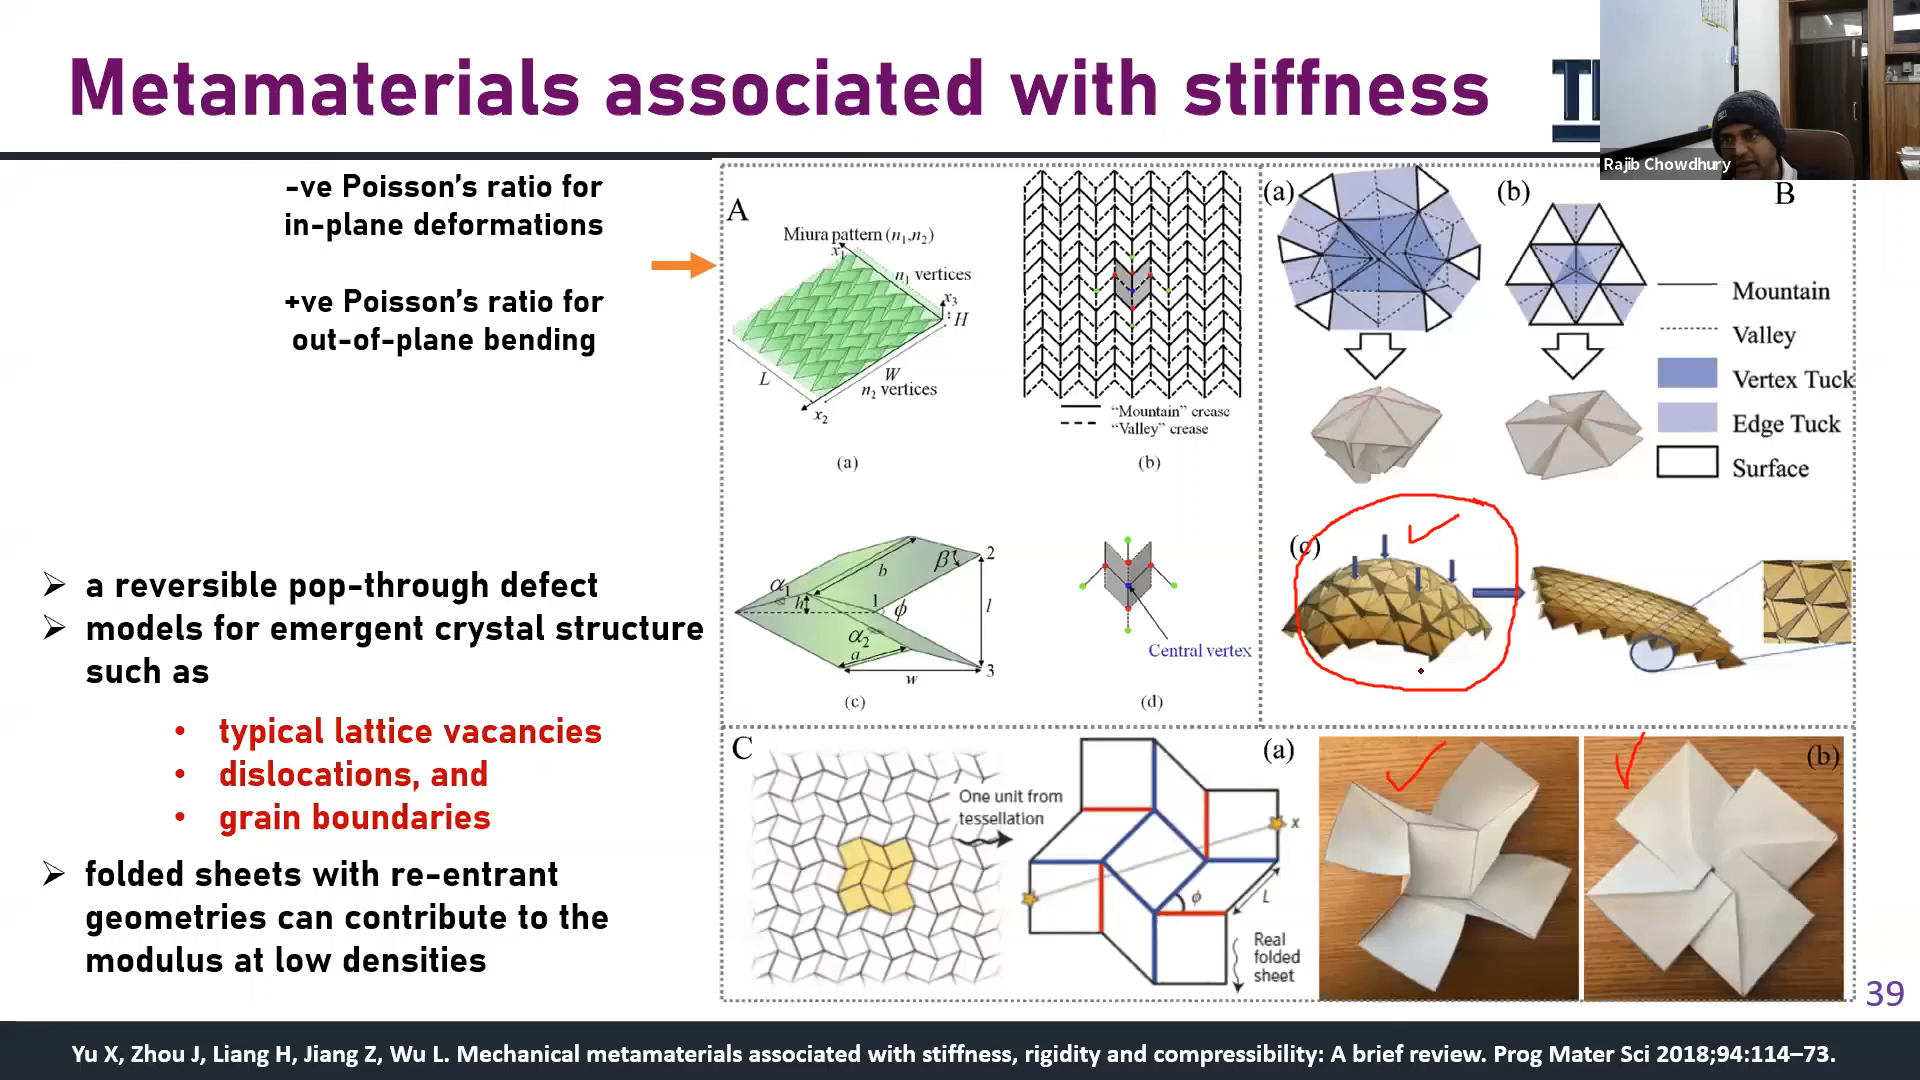 Metamaterials associated with stiffness
Rajib Chowdhury
-ve Poisson's ratio for
in-plane deformations
+ve Poisson's ratio for
out-of-plane bending
➢ a reversible pop-through defect
➢ models for emergent crystal structure
such as
• typical lattice vacancies
• dislocations, and
• grain boundaries
➢ folded sheets with re-entrant
geometries can contribute to the
modulus at low densities
A
Miura pattern (n1,n2)
x1
n1 vertices
x3
H
L
W
n2 vertices
x2
(a)
"Mountain" crease
"Valley" crease
(b)
α1
b
β
2
h
1
ϕ
l
α2
a
w
3
(c)
Central vertex
(d)
(a)
(b)
B
Mountain
Valley
Vertex Tuck
Edge Tuck
Surface
(c)
C
One unit from
tessellation
(a)
x
ϕ
L
Real
folded
sheet
(b)
39
Yu X, Zhou J, Liang H, Jiang Z, Wu L. Mechanical metamaterials associated with stiffness, rigidity and compressibility: A brief review. Prog Mater Sci 2018;94:114–73.